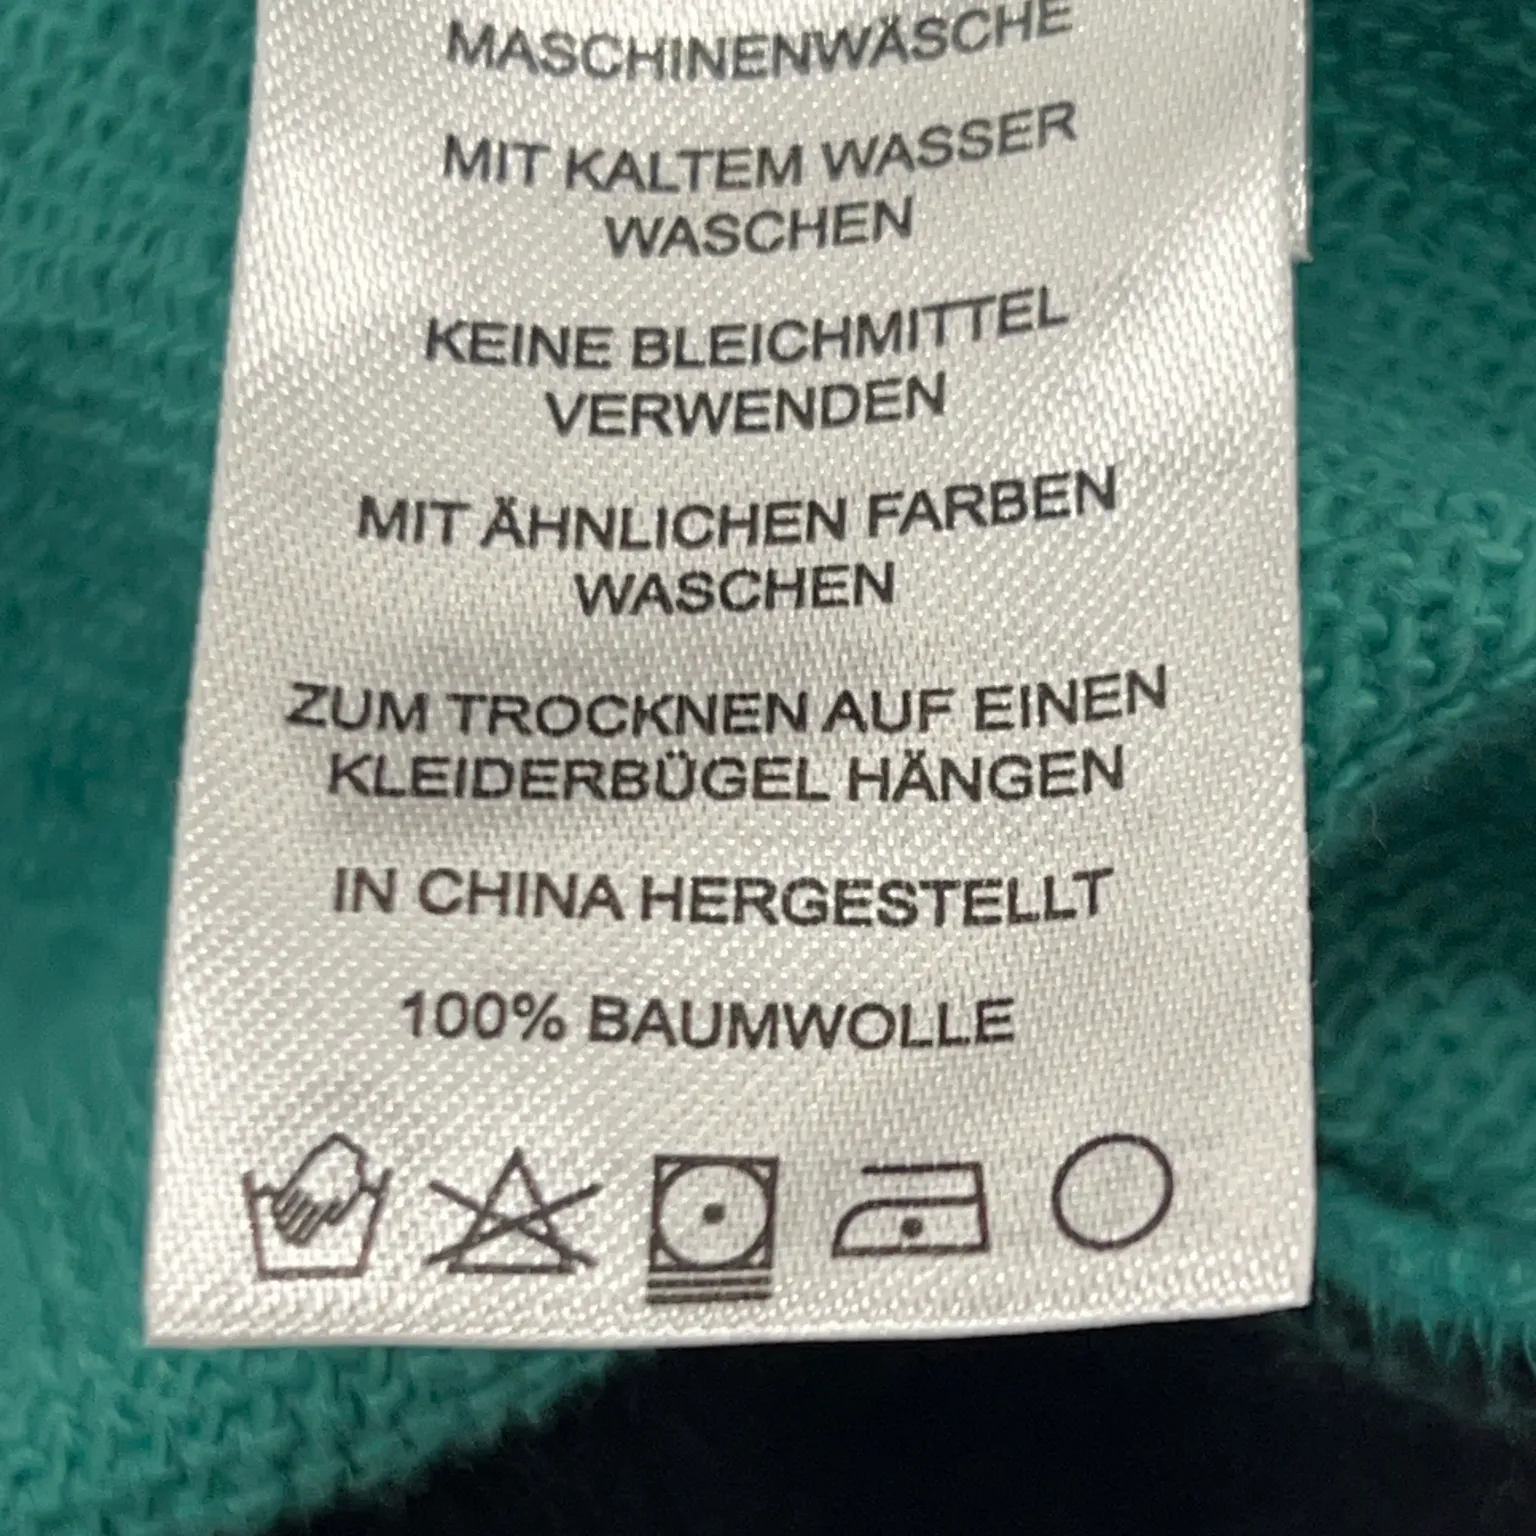 MASCHINENWÄSCHE
MIT KALTEM WASSER
WASCHEN
KEINE BLEICHMITTEL
VERWENDEN
MIT ÄHNLICHEN FARBEN
WASCHEN
ZUM TROCKNEN AUF EINEN
KLEIDERBÜGEL HÄNGEN
IN CHINA HERGESTELLT
100% BAUMWOLLE